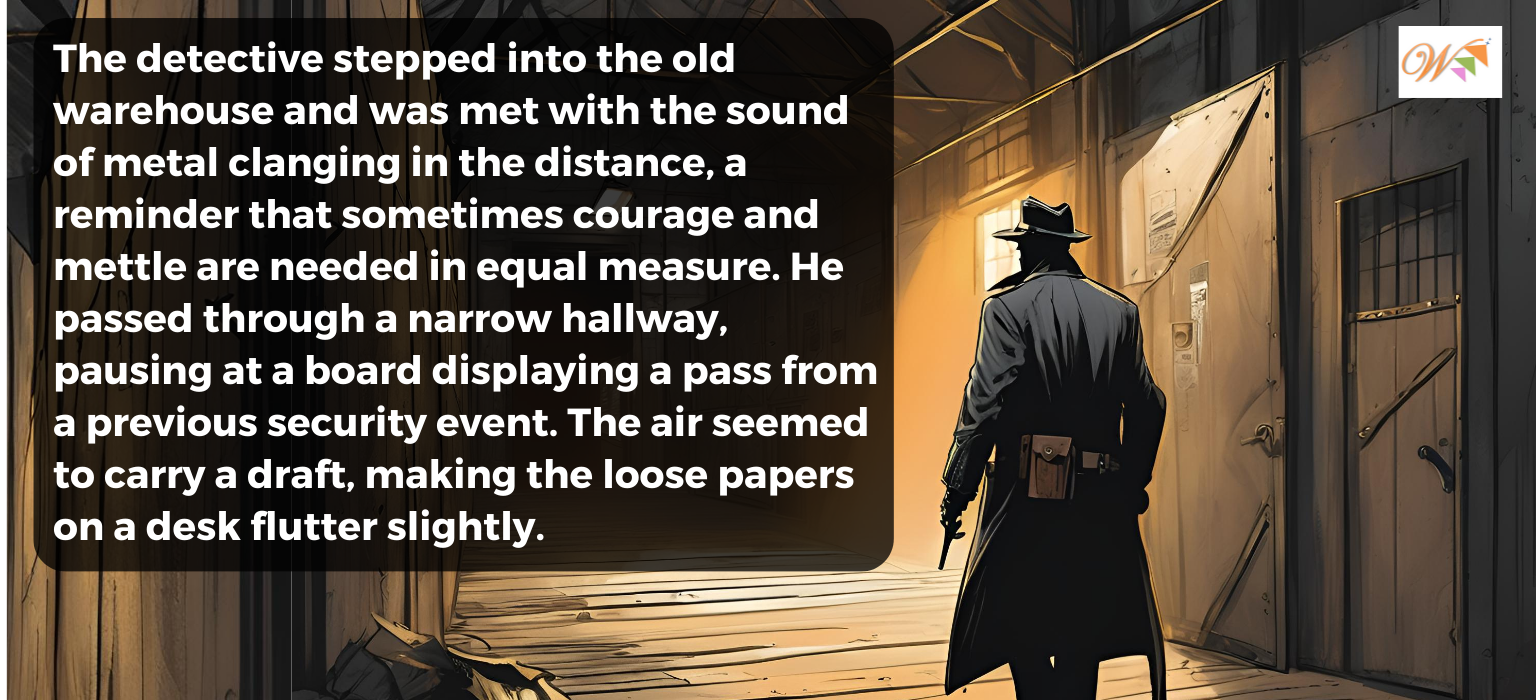 The detective stepped into the old
warehouse and was met with the sound
of metal clanging in the distance, a
reminder that sometimes courage and
mettle are needed in equal measure. He
passed through a narrow hallway,
pausing at a board displaying a pass from
a previous security event. The air seemed
to carry a draft, making the loose papers
on a desk flutter slightly.
W